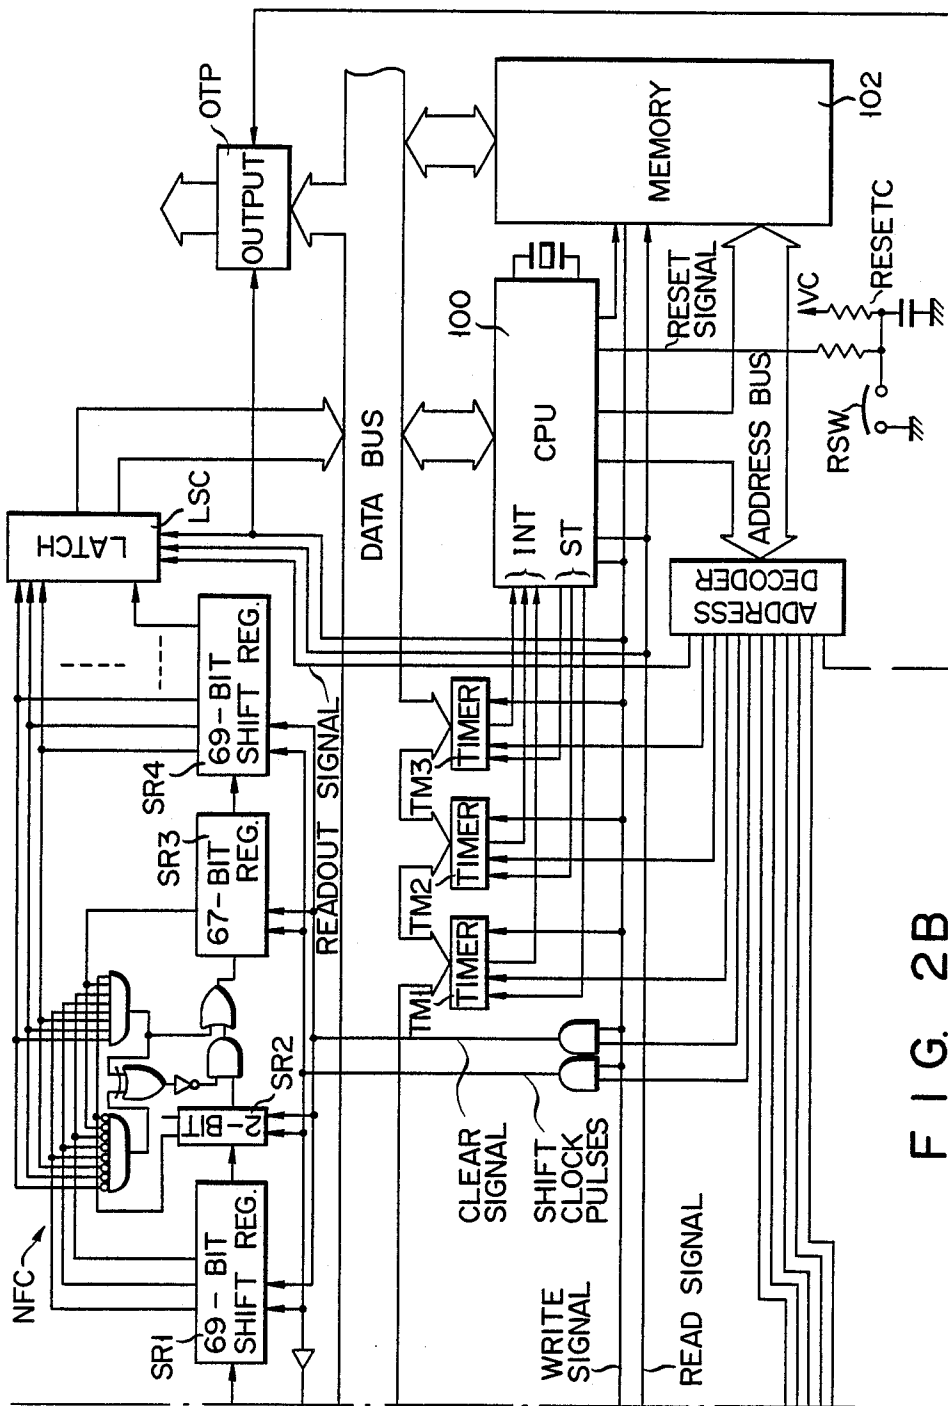 NFC
SR1
69-BIT
SHIFT REG.
2-BIT
SR2
SR3
67-BIT
REG.
SR4
69-BIT
SHIFT REG.
LATCH
LSC
OUTPUT
OTP
READOUT SIGNAL
DATA BUS
TM1
TIMER
TM2
TIMER
TM3
TIMER
INT
ST
CPU
100
MEMORY
102
CLEAR
SIGNAL
SHIFT
CLOCK
PULSES
WRITE
SIGNAL
READ SIGNAL
RESET
SIGNAL
ADDRESS
DECODER
ADDRESS BUS
VC
RESETC
RSW
FIG. 2B